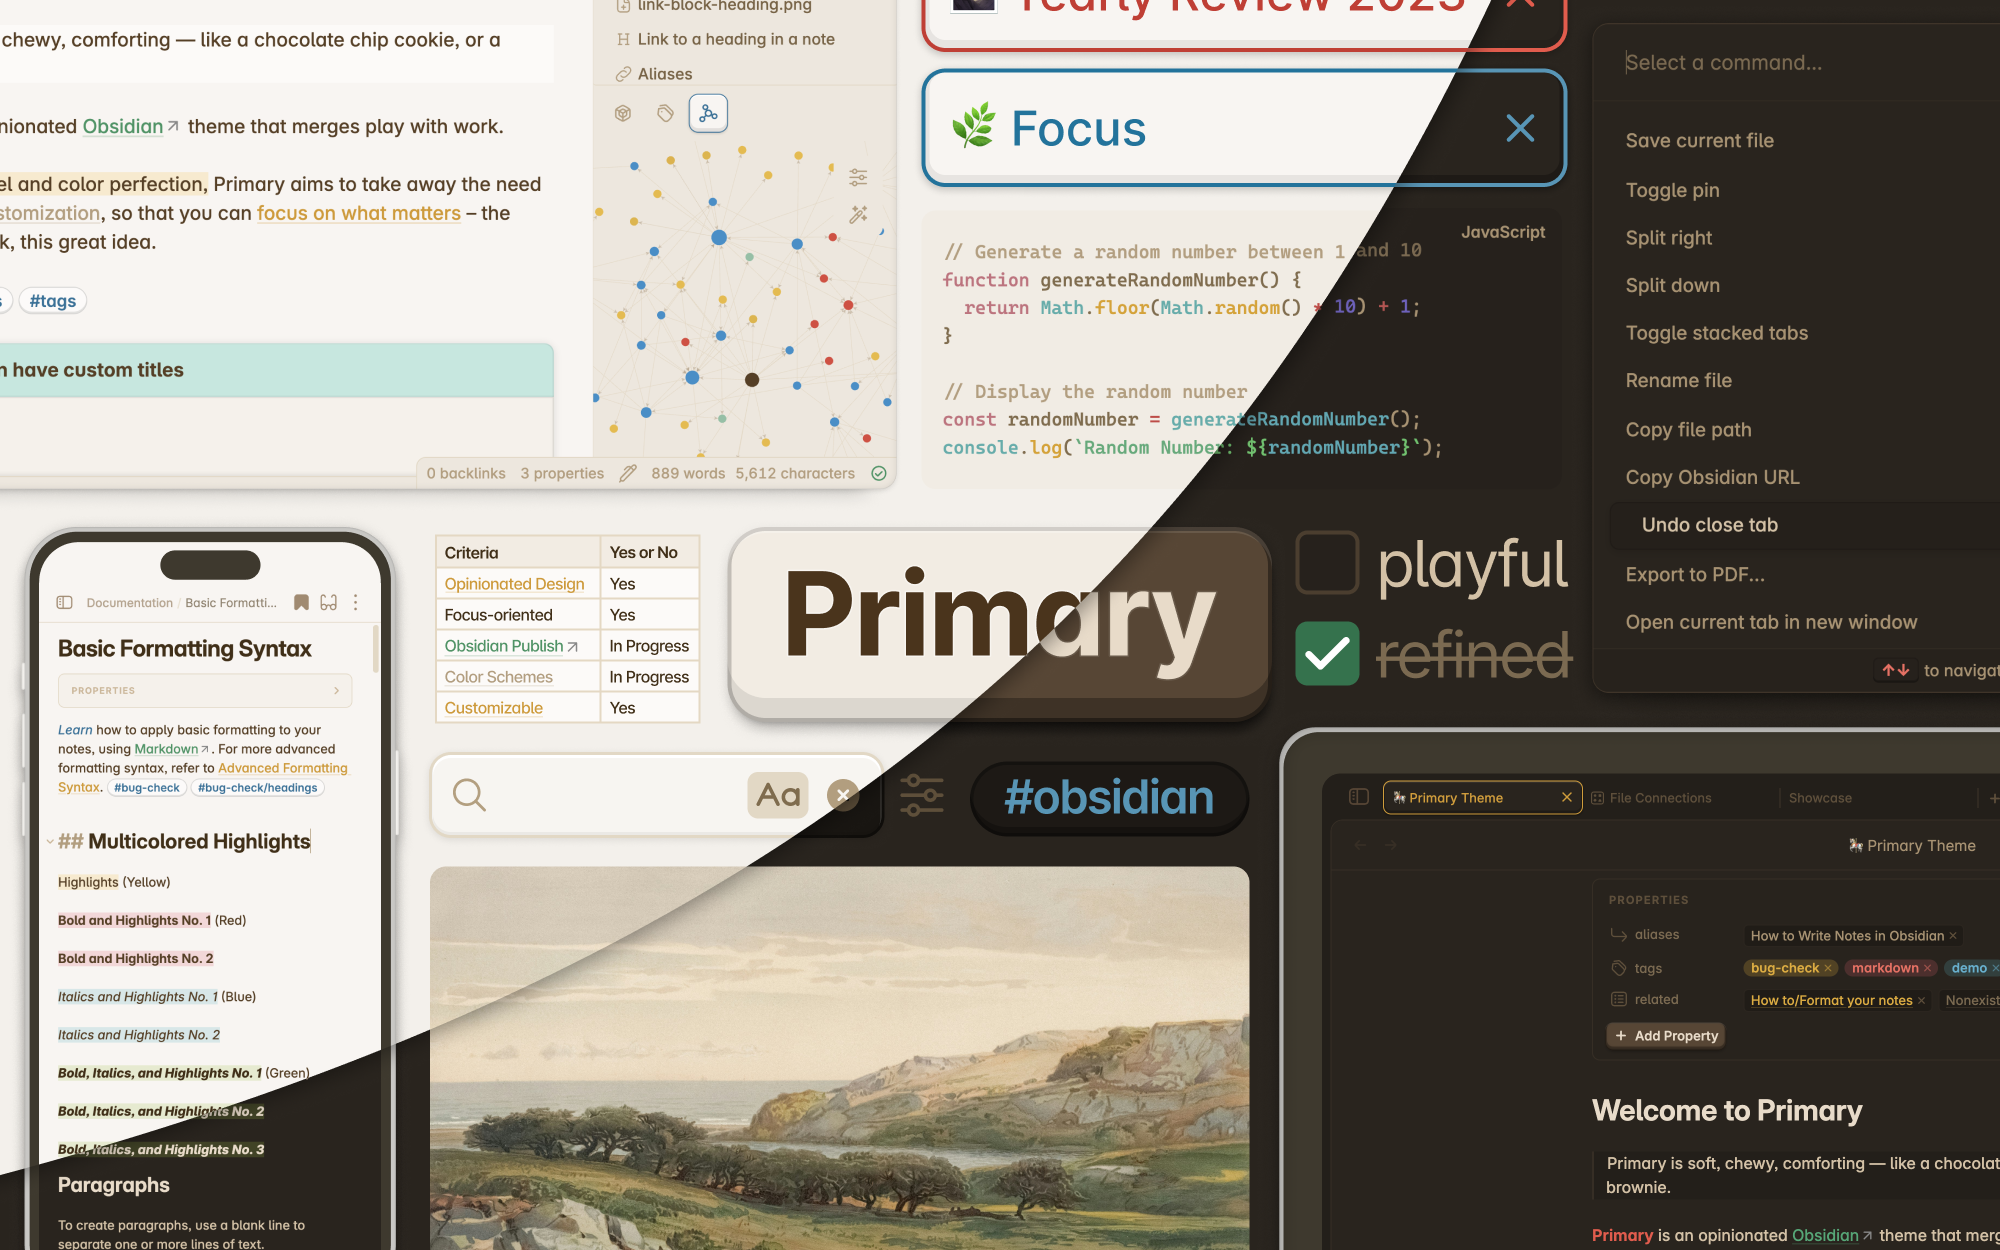 chewy, comforting — like a chocolate chip cookie, or a
Obsidian theme that merges play with work.
and color perfection, Primary aims to take away the need
, so that you can focus on what matters – the
, this great idea.
#tags
have custom titles
link-block-heading.png
Link to a heading in a note
Aliases
0 backlinks 3 properties 889 words 5,612 characters
Yearly Review 2023
🌿 Focus
JavaScript
// Generate a random number between 1 and 10
function generateRandomNumber() {
return Math.floor(Math.random() * 10) + 1;
}
// Display the random number
const randomNumber = generateRandomNumber();
console.log(`Random Number: ${randomNumber}`);
Select a command...
Save current file
Toggle pin
Split right
Split down
Toggle stacked tabs
Rename file
Copy file path
Copy Obsidian URL
Undo close tab
Export to PDF...
Open current tab in new window
↑↓ to
Documentation / Basic Formatti...
Basic Formatting Syntax
PROPERTIES
Learn how to apply basic formatting to your
notes, using Markdown. For more advanced
formatting syntax, refer to Advanced Formatting
Syntax. #bug-check #bug-check/headings
## Multicolored Highlights
Highlights (Yellow)
Bold and Highlights No. 1 (Red)
Bold and Highlights No. 2
Italics and Highlights No. 1 (Blue)
Italics and Highlights No. 2
Bold, Italics, and Highlights No. 1 (Green)
Bold, Italics, and Highlights No. 2
Bold, Italics, and Highlights No. 3
Paragraphs
To create paragraphs, use a blank line to
separate one or more lines of text.
Criteria Yes or No
Opinionated Design Yes
Focus-oriented Yes
Obsidian Publish In Progress
Color Schemes In Progress
Customizable Yes
Primary
playful
refined
Aa
#obsidian
Primary Theme File Connections Showcase
Primary Theme
PROPERTIES
aliases How to Write Notes in Obsidian
tags bug-check markdown demo
related How to/Format your notes
+ Add Property
Welcome to Primary
Primary is soft, chewy, comforting — like a
brownie.
Primary is an opinionated Obsidian theme that